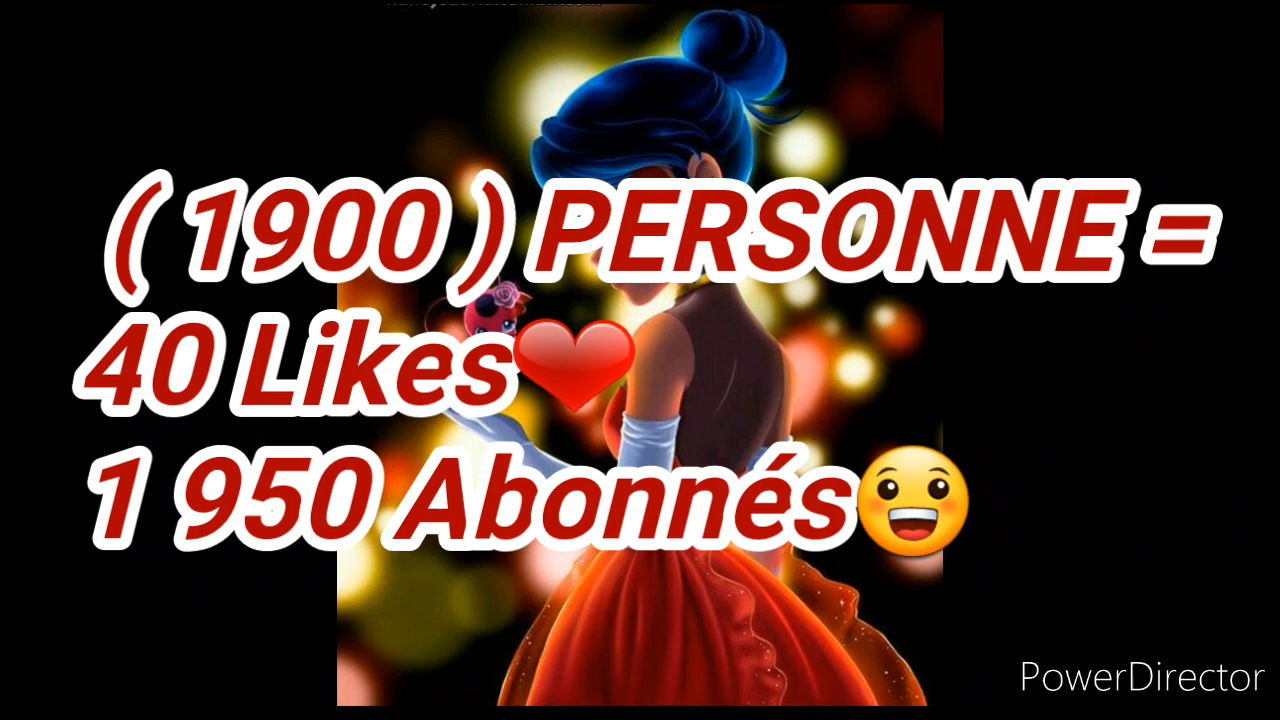 ( 1900 ) PERSONNE =
40 Likes❤️
1 950 Abonnés😀
PowerDirector